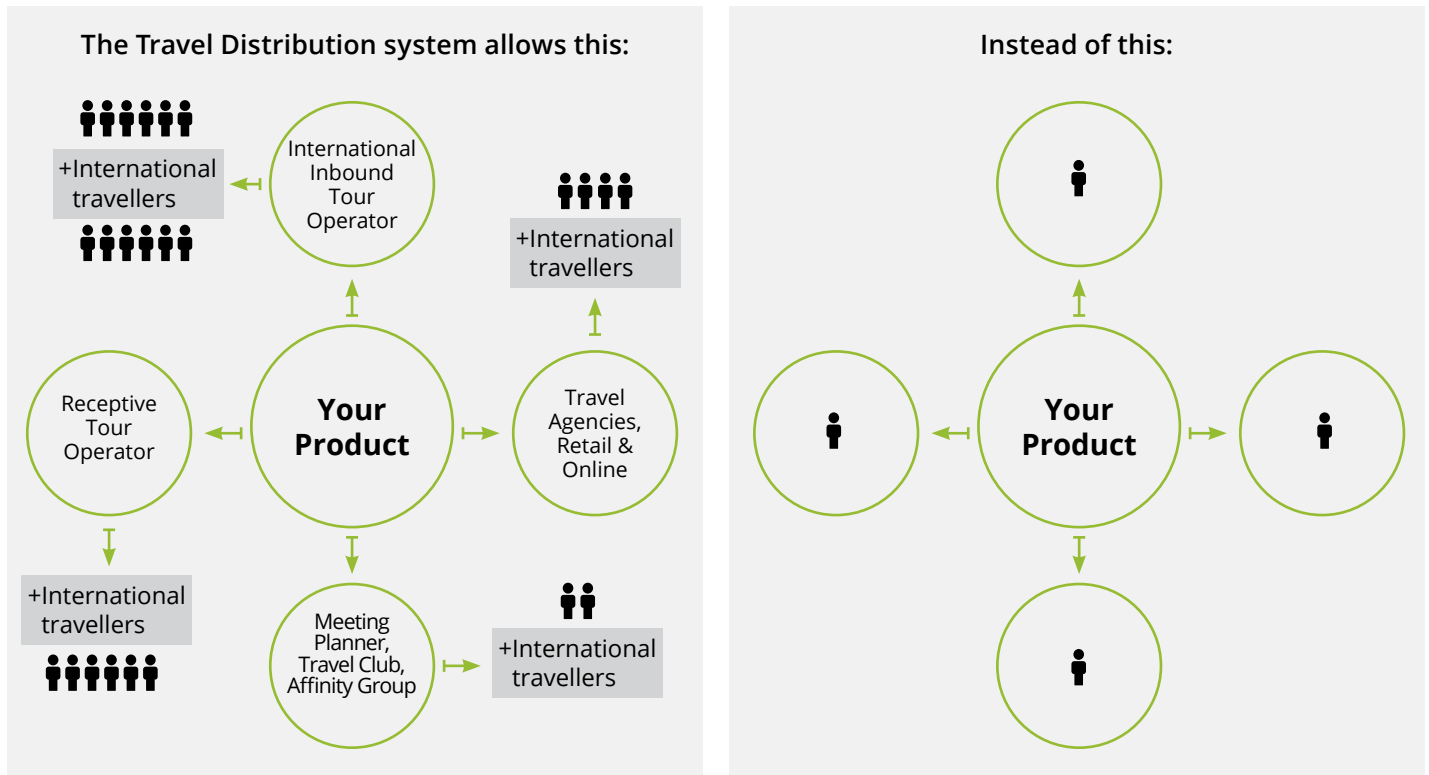 The Travel Distribution system allows this:
+International
travellers
International
Inbound
Tour
Operator
+International
travellers
Receptive
Tour
Operator
Your
Product
Travel
Agencies,
Retail &
Online
+International
travellers
Meeting
Planner,
Travel Club,
Affinity Group
+International
travellers
Instead of this:
Your
Product